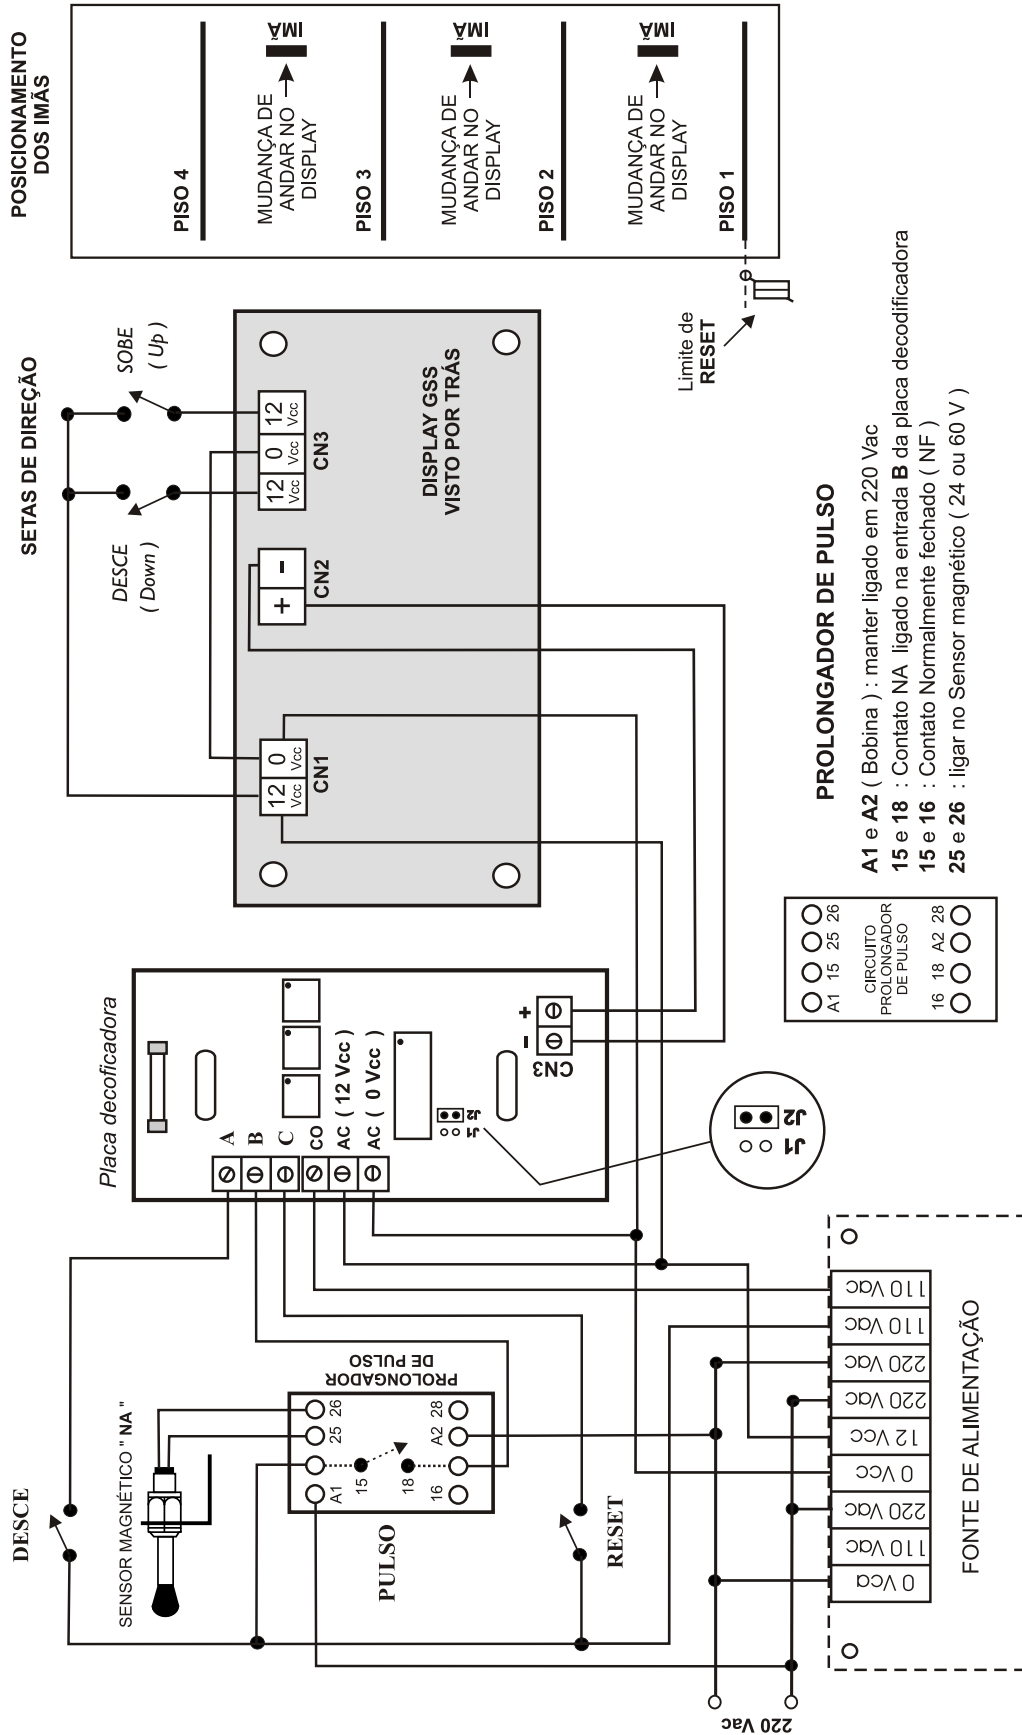 POSICIONAMENTO
DOS IMÃS
PISO 4
MUDANÇA DE
ANDAR NO
DISPLAY
IMÃ
PISO 3
MUDANÇA DE
ANDAR NO
DISPLAY
IMÃ
PISO 2
MUDANÇA DE
ANDAR NO
DISPLAY
IMÃ
PISO 1
Limite de
RESET
SETAS DE DIREÇÃO
DESCE
( Down )
SOBE
( Up )
12 Vcc
0 Vcc
CN1
+ -
CN2
12 Vcc
0 Vcc
12 Vcc
CN3
DISPLAY GSS
VISTO POR TRÁS
Placa decoficadora
A
B
C
CO
AC ( 12 Vcc )
AC ( 0 Vcc )
J1 J2
- +
CN3
J1 J2
DESCE
SENSOR MAGNÉTICO " NA "
PULSO
PROLONGADOR
DE PULSO
A1
25 26
15
18
16
A2 28
RESET
220 Vac
0 Vca
110 Vac
220 Vac
0 Vcc
12 Vcc
220 Vac
220 Vac
110 Vac
110 Vac
FONTE DE ALIMENTAÇÃO
A1 15 25 26
CIRCUITO
PROLONGADOR
DE PULSO
16 18 A2 28
PROLONGADOR DE PULSO
A1 e A2 ( Bobina ) : manter ligado em 220 Vac
15 e 18 : Contato NA ligado na entrada B da placa decodificadora
15 e 16 : Contato Normalmente fechado ( NF )
25 e 26 : ligar no Sensor magnético ( 24 ou 60 V )